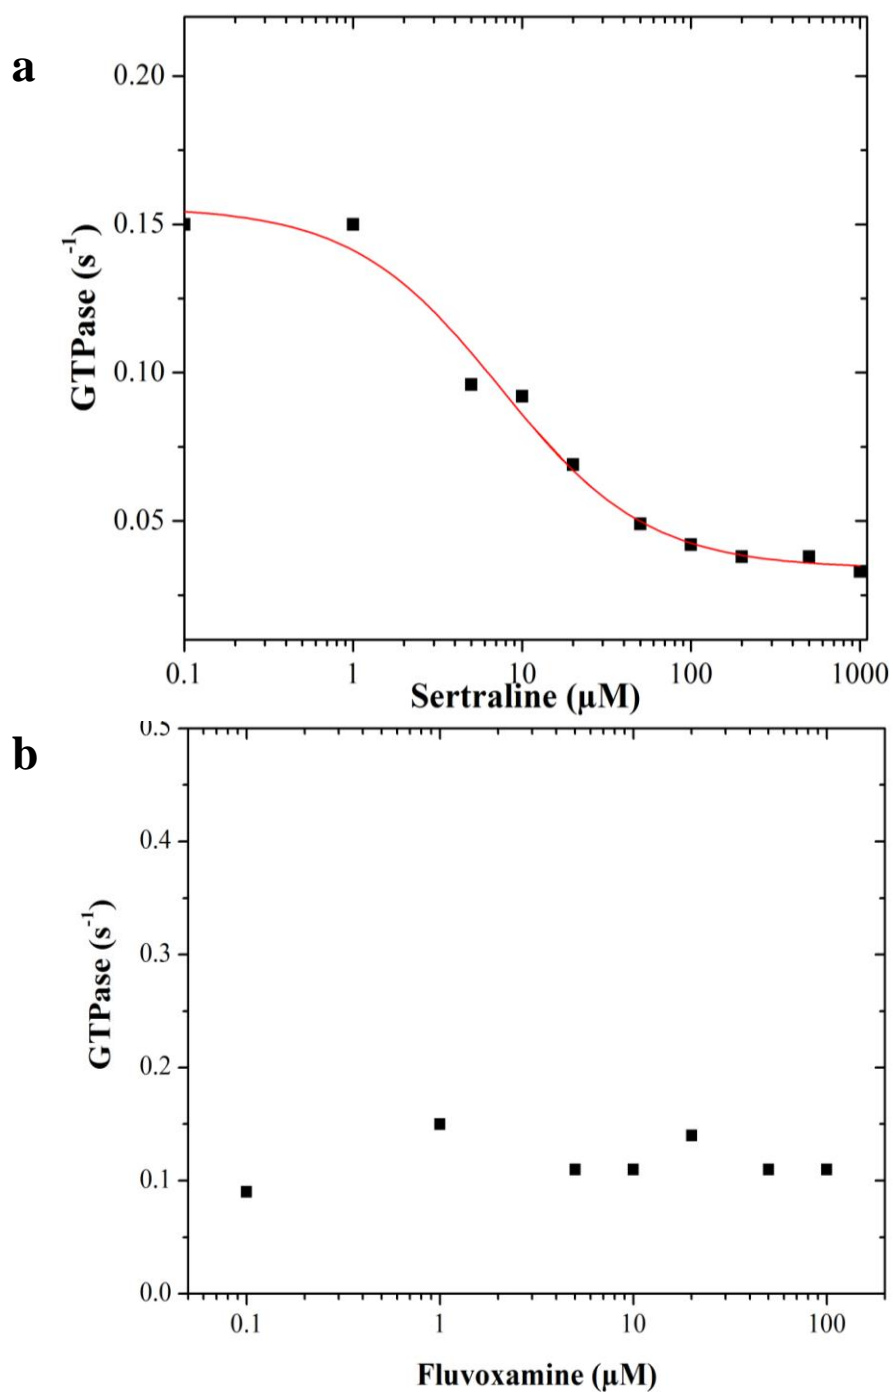 a
0.20
0.15
0.10
0.05
GTPase (s⁻¹)
0.1 1 10 100 1000
Sertraline (µM)
b
0.5
0.4
0.3
0.2
0.1
0.0
GTPase (s⁻¹)
0.1 1 10 100
Fluvoxamine (µM)